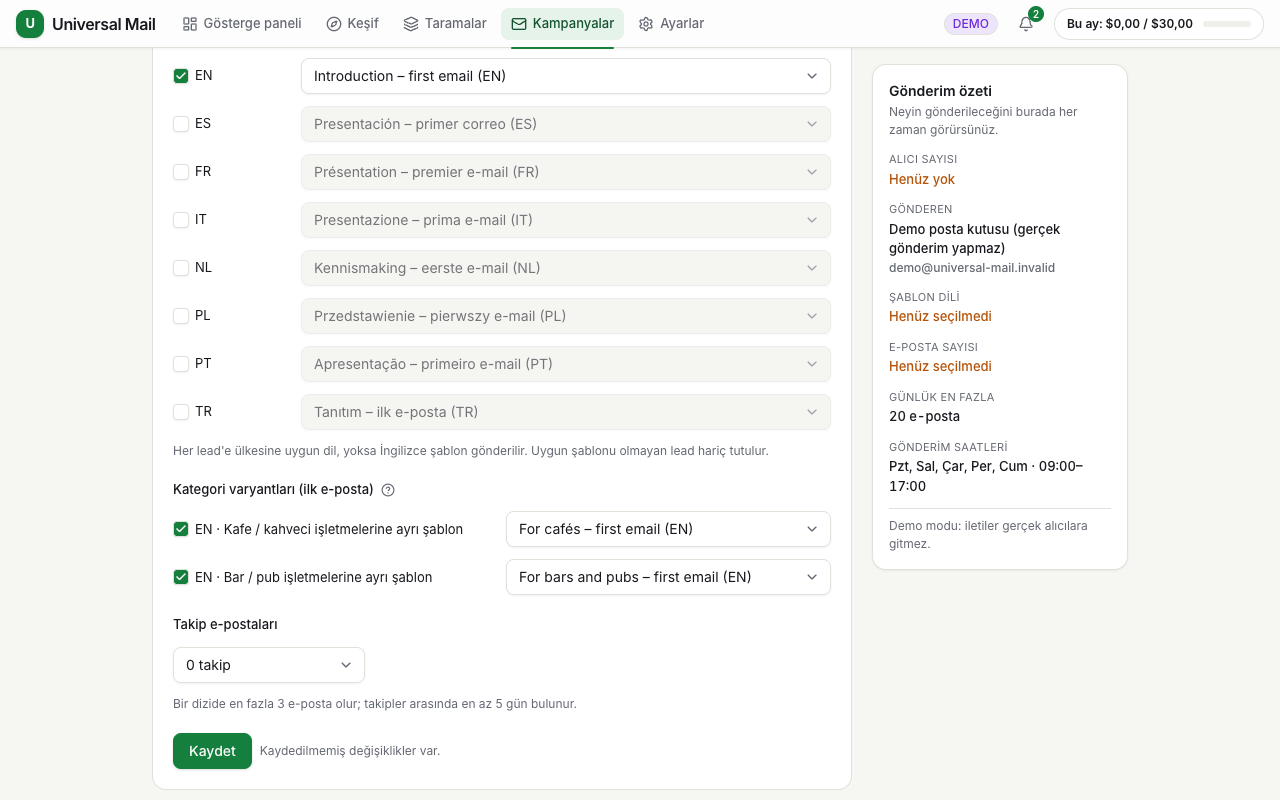 U Universal Mail Gösterge paneli Keşif Taramalar Kampanyalar Ayarlar DEMO 2 Bu ay: $0,00 / $30,00
EN Introduction – first email (EN)
ES Presentación – primer correo (ES)
FR Présentation – premier e-mail (FR)
IT Presentazione – prima e-mail (IT)
NL Kennismaking – eerste e-mail (NL)
PL Przedstawienie – pierwszy e-mail (PL)
PT Apresentação – primeiro e-mail (PT)
TR Tanıtım – ilk e-posta (TR)
Her lead'e ülkesine uygun dil, yoksa İngilizce şablon gönderilir. Uygun şablonu olmayan lead hariç tutulur.
Kategori varyantları (ilk e-posta) ?
EN · Kafe / kahveci işletmelerine ayrı şablon For cafés – first email (EN)
EN · Bar / pub işletmelerine ayrı şablon For bars and pubs – first email (EN)
Takip e-postaları
0 takip
Bir dizide en fazla 3 e-posta olur; takipler arasında en az 5 gün bulunur.
Kaydet Kaydedilmemiş değişiklikler var.
Gönderim özeti
Neyin gönderileceğini burada her
zaman görürsünüz.
ALICI SAYISI
Henüz yok
GÖNDEREN
Demo posta kutusu (gerçek
gönderim yapmaz)
demo@universal-mail.invalid
ŞABLON DİLİ
Henüz seçilmedi
E-POSTA SAYISI
Henüz seçilmedi
GÜNLÜK EN FAZLA
20 e-posta
GÖNDERİM SAATLERİ
Pzt, Sal, Çar, Per, Cum · 09:00–
17:00
Demo modu: iletiler gerçek alıcılara
gitmez.